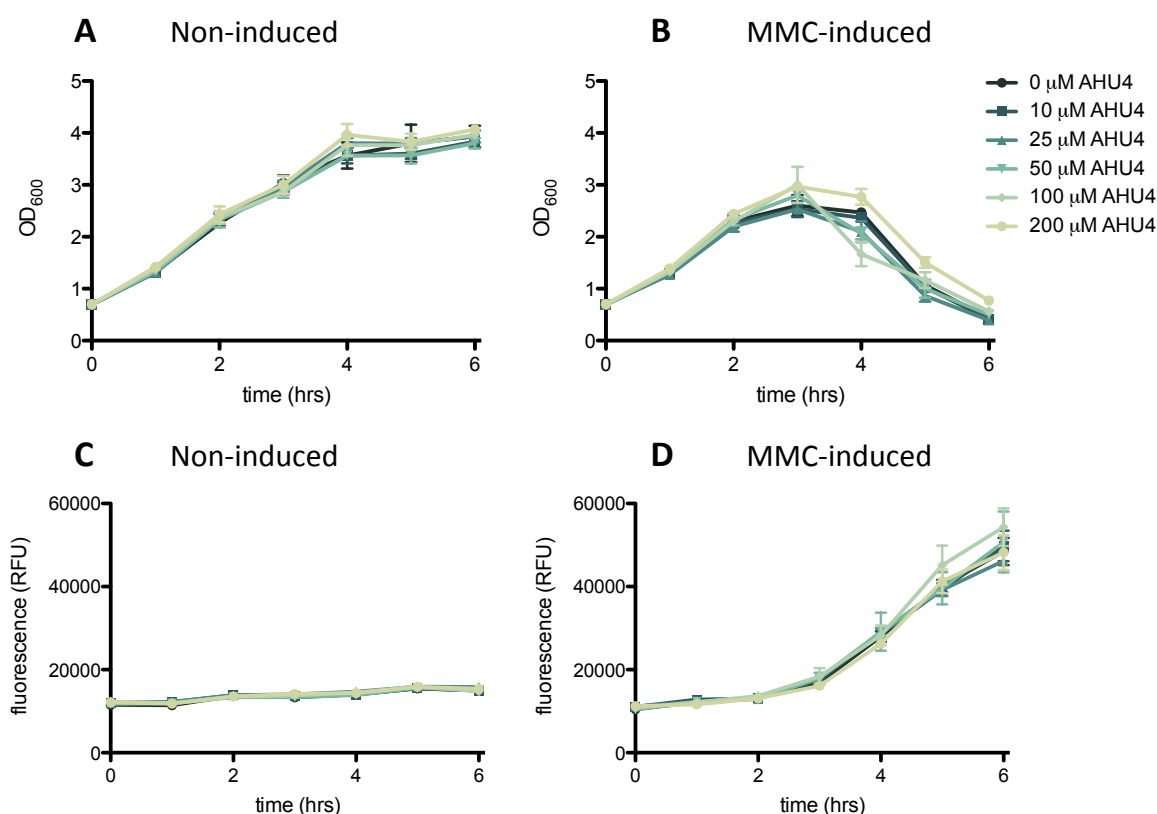 A Non-induced
B MMC-induced
OD600
5
4
3
2
1
0
0 2 4 6
time (hrs)
OD600
5
4
3
2
1
0
0 2 4 6
time (hrs)
0 μM AHU4
10 μM AHU4
25 μM AHU4
50 μM AHU4
100 μM AHU4
200 μM AHU4
C Non-induced
D MMC-induced
fluorescence (RFU)
60000
40000
20000
0
0 2 4 6
time (hrs)
fluorescence (RFU)
60000
40000
20000
0
0 2 4 6
time (hrs)